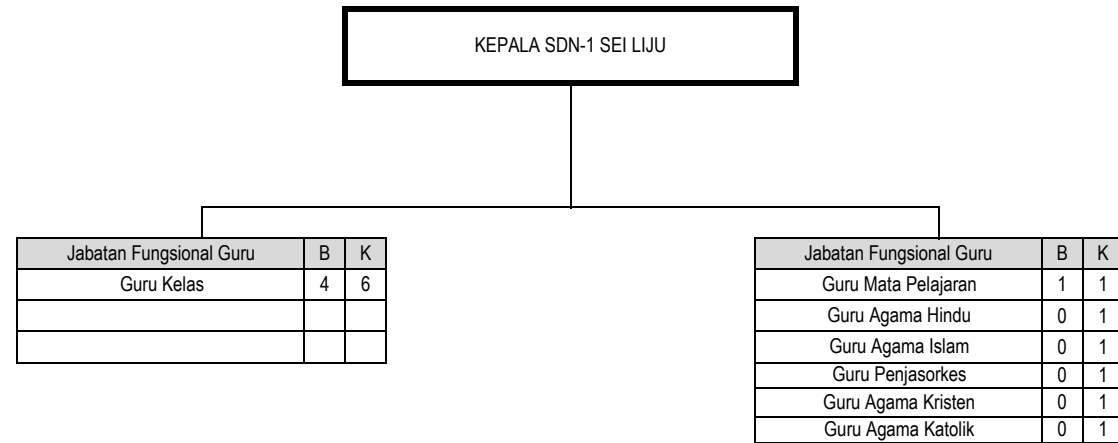 KEPALA SDN-1 SEI LIJU
Jabatan Fungsional Guru B K
Guru Kelas 4 6
Jabatan Fungsional Guru B K
Guru Mata Pelajaran 1 1
Guru Agama Hindu 0 1
Guru Agama Islam 0 1
Guru Penjasorkes 0 1
Guru Agama Kristen 0 1
Guru Agama Katolik 0 1